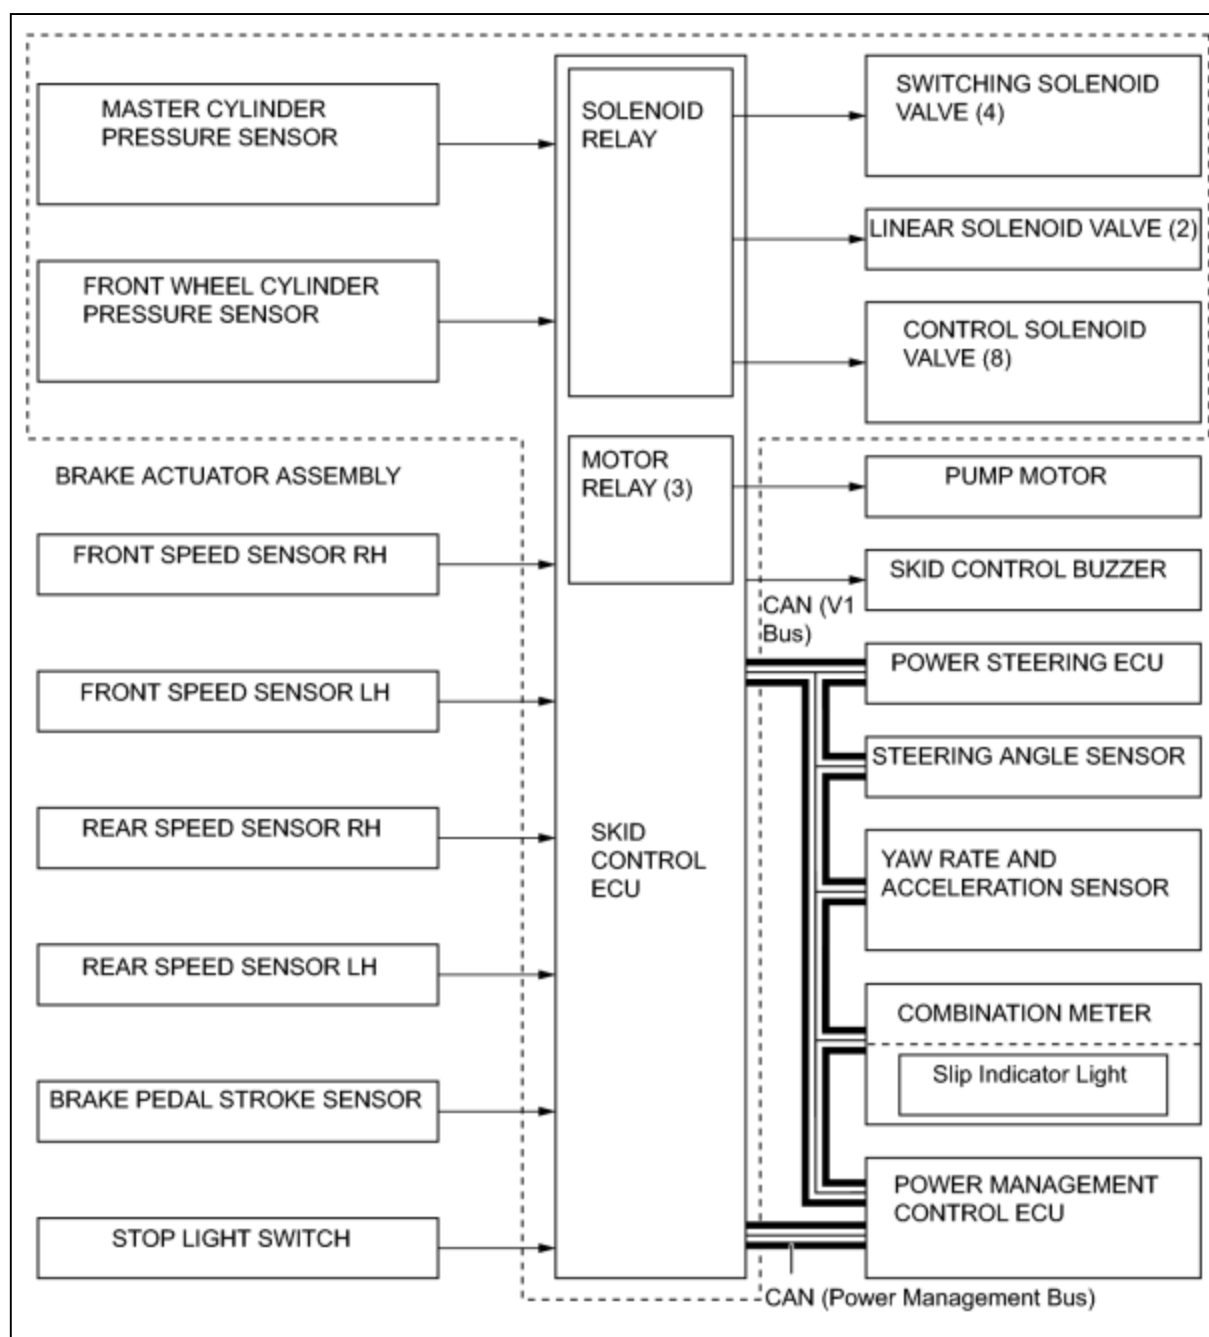 MASTER CYLINDER
PRESSURE SENSOR
FRONT WHEEL CYLINDER
PRESSURE SENSOR
BRAKE ACTUATOR ASSEMBLY
FRONT SPEED SENSOR RH
FRONT SPEED SENSOR LH
REAR SPEED SENSOR RH
REAR SPEED SENSOR LH
BRAKE PEDAL STROKE SENSOR
STOP LIGHT SWITCH
SOLENOID
RELAY
MOTOR
RELAY (3)
SKID
CONTROL
ECU
SWITCHING SOLENOID
VALVE (4)
LINEAR SOLENOID VALVE (2)
CONTROL SOLENOID
VALVE (8)
PUMP MOTOR
SKID CONTROL BUZZER
CAN (V1
Bus)
POWER STEERING ECU
STEERING ANGLE SENSOR
YAW RATE AND
ACCELERATION SENSOR
COMBINATION METER
Slip Indicator Light
POWER MANAGEMENT
CONTROL ECU
CAN (Power Management Bus)